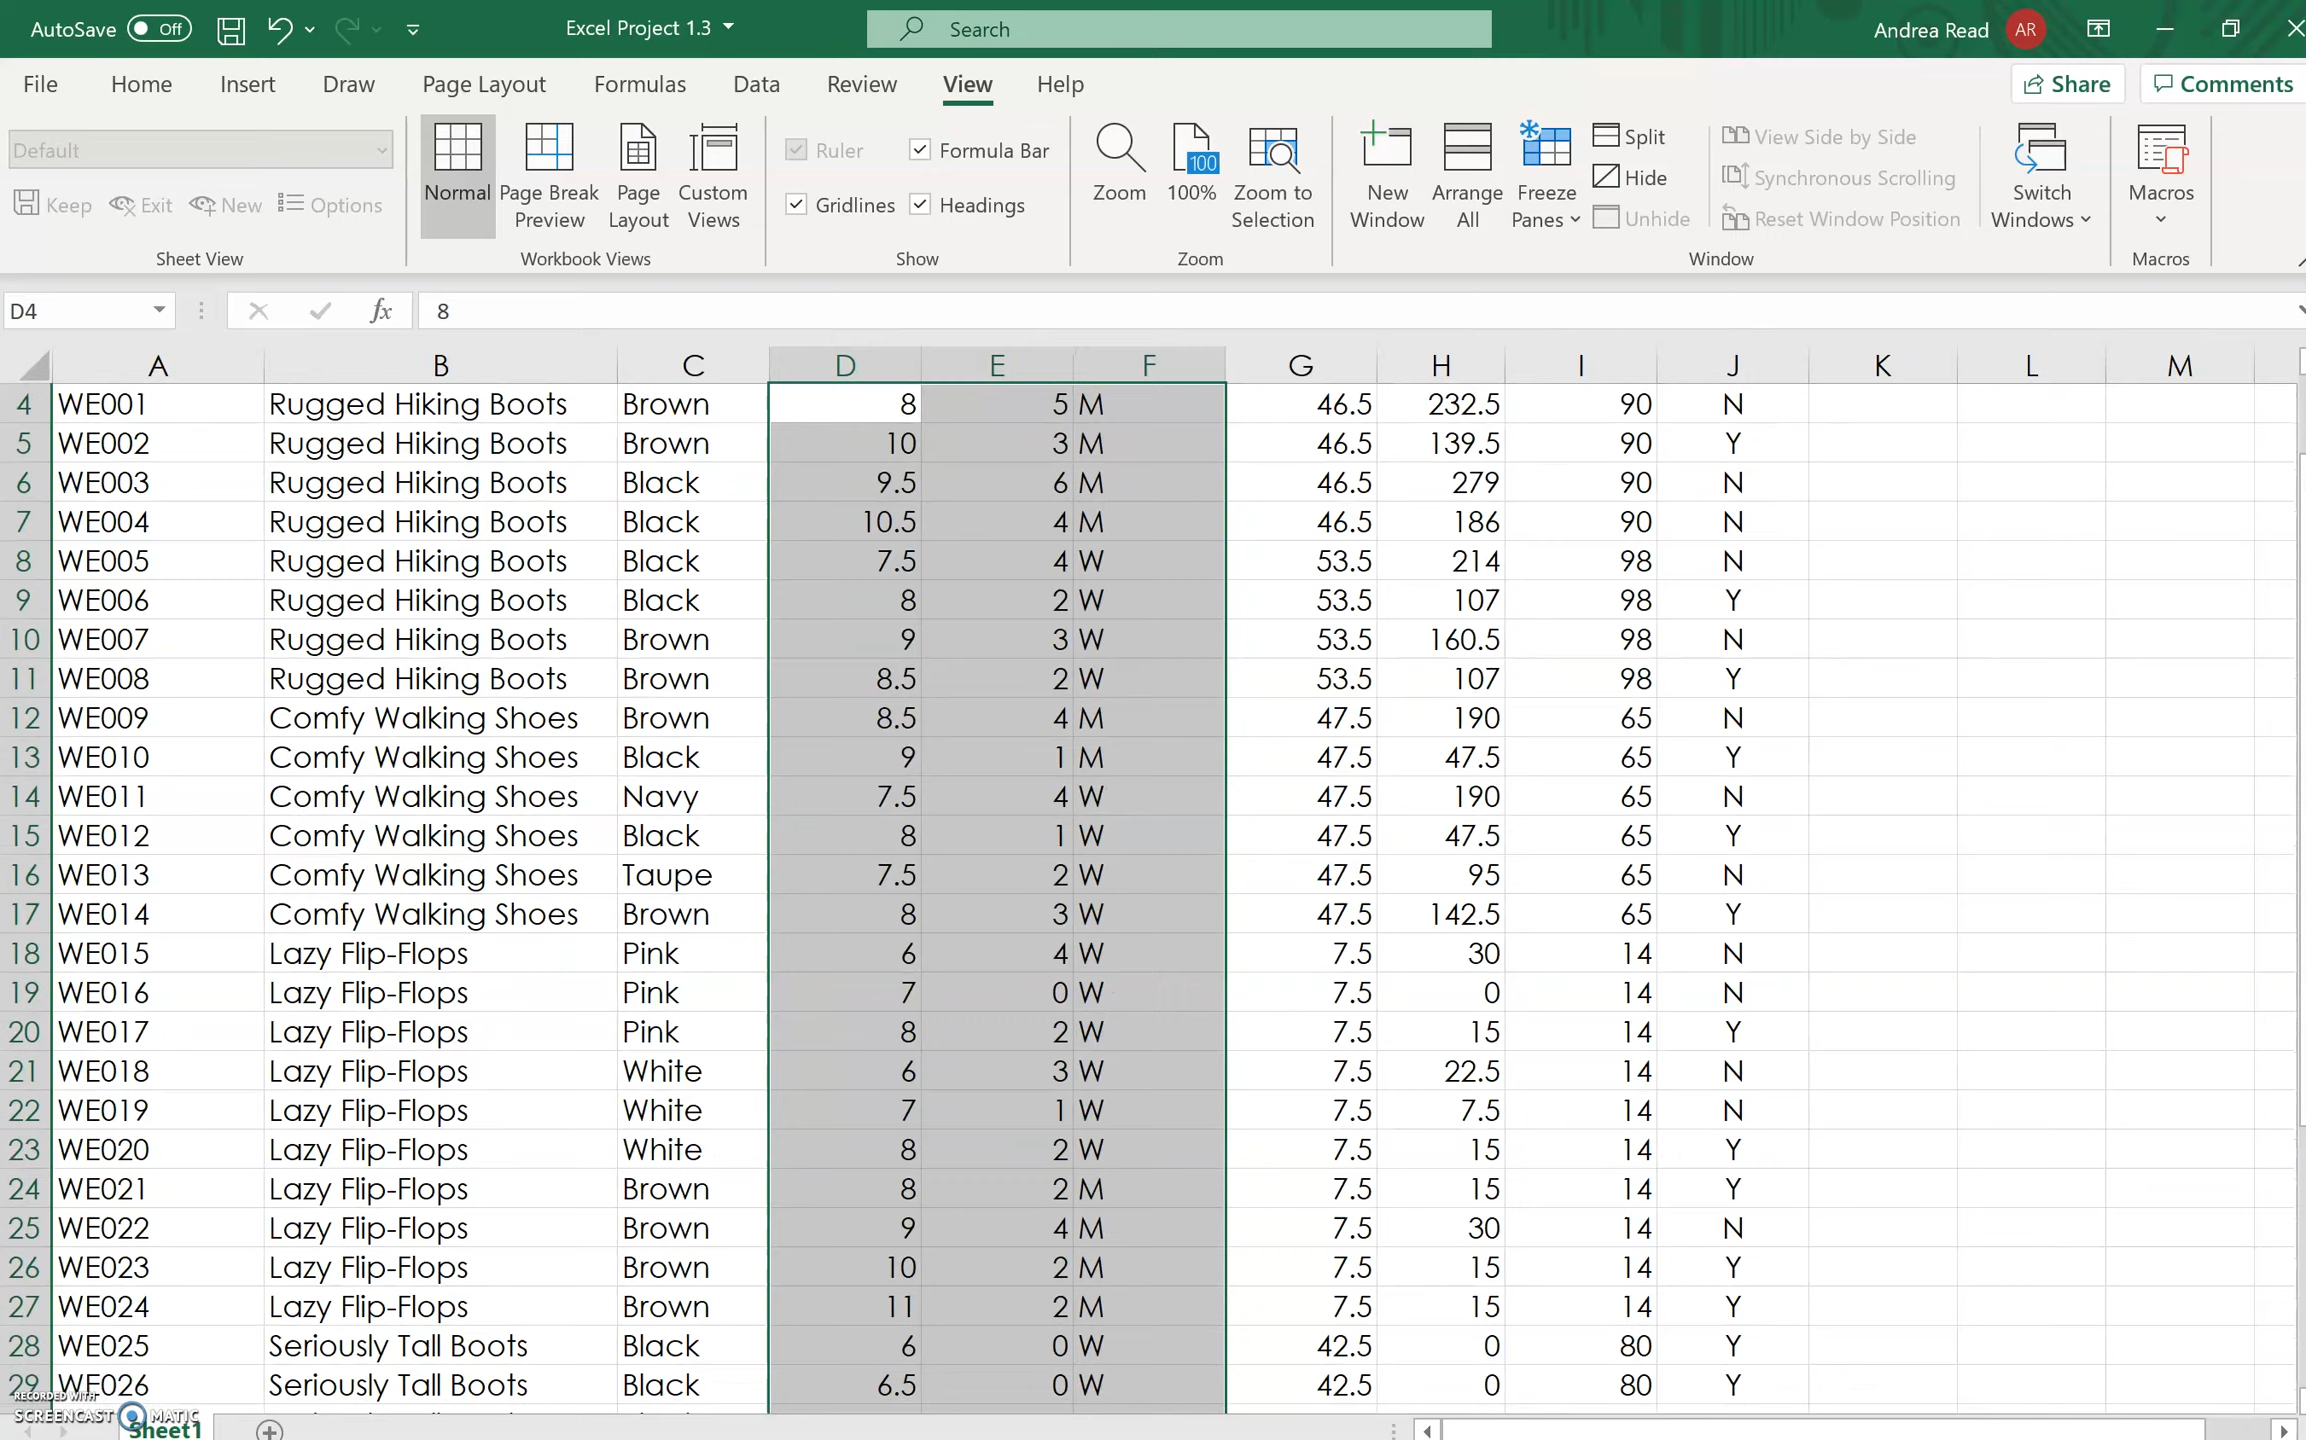 AutoSave Off Excel Project 1.3 Search Andrea Read AR
File Home Insert Draw Page Layout Formulas Data Review View Help Share Comments
Default
Keep Exit New Options
Sheet View
Normal Page Break Preview Page Layout Custom Views
Workbook Views
Ruler Formula Bar
Gridlines Headings
Show
Zoom 100 100% Zoom to Selection
Zoom
New Window Arrange All Freeze Panes
Split
Hide
Unhide
View Side by Side
Synchronous Scrolling
Reset Window Position
Switch Windows
Window
Macros
Macros
D4 fx 8
A B C D E F G H I J K L M
4 WE001 Rugged Hiking Boots Brown 8 5 M 46.5 232.5 90 N
5 WE002 Rugged Hiking Boots Brown 10 3 M 46.5 139.5 90 Y
6 WE003 Rugged Hiking Boots Black 9.5 6 M 46.5 279 90 N
7 WE004 Rugged Hiking Boots Black 10.5 4 M 46.5 186 90 N
8 WE005 Rugged Hiking Boots Black 7.5 4 W 53.5 214 98 N
9 WE006 Rugged Hiking Boots Black 8 2 W 53.5 107 98 Y
10 WE007 Rugged Hiking Boots Brown 9 3 W 53.5 160.5 98 N
11 WE008 Rugged Hiking Boots Brown 8.5 2 W 53.5 107 98 Y
12 WE009 Comfy Walking Shoes Brown 8.5 4 M 47.5 190 65 N
13 WE010 Comfy Walking Shoes Black 9 1 M 47.5 47.5 65 Y
14 WE011 Comfy Walking Shoes Navy 7.5 4 W 47.5 190 65 N
15 WE012 Comfy Walking Shoes Black 8 1 W 47.5 47.5 65 Y
16 WE013 Comfy Walking Shoes Taupe 7.5 2 W 47.5 95 65 N
17 WE014 Comfy Walking Shoes Brown 8 3 W 47.5 142.5 65 Y
18 WE015 Lazy Flip-Flops Pink 6 4 W 7.5 30 14 N
19 WE016 Lazy Flip-Flops Pink 7 0 W 7.5 0 14 N
20 WE017 Lazy Flip-Flops Pink 8 2 W 7.5 15 14 Y
21 WE018 Lazy Flip-Flops White 6 3 W 7.5 22.5 14 N
22 WE019 Lazy Flip-Flops White 7 1 W 7.5 7.5 14 N
23 WE020 Lazy Flip-Flops White 8 2 W 7.5 15 14 Y
24 WE021 Lazy Flip-Flops Brown 8 2 M 7.5 15 14 Y
25 WE022 Lazy Flip-Flops Brown 9 4 M 7.5 30 14 N
26 WE023 Lazy Flip-Flops Brown 10 2 M 7.5 15 14 Y
27 WE024 Lazy Flip-Flops Brown 11 2 M 7.5 15 14 Y
28 WE025 Seriously Tall Boots Black 6 0 W 42.5 0 80 Y
29 WE026 Seriously Tall Boots Black 6.5 0 W 42.5 0 80 Y
RECORDED WITH
SCREENCAST MATIC
Sheet1